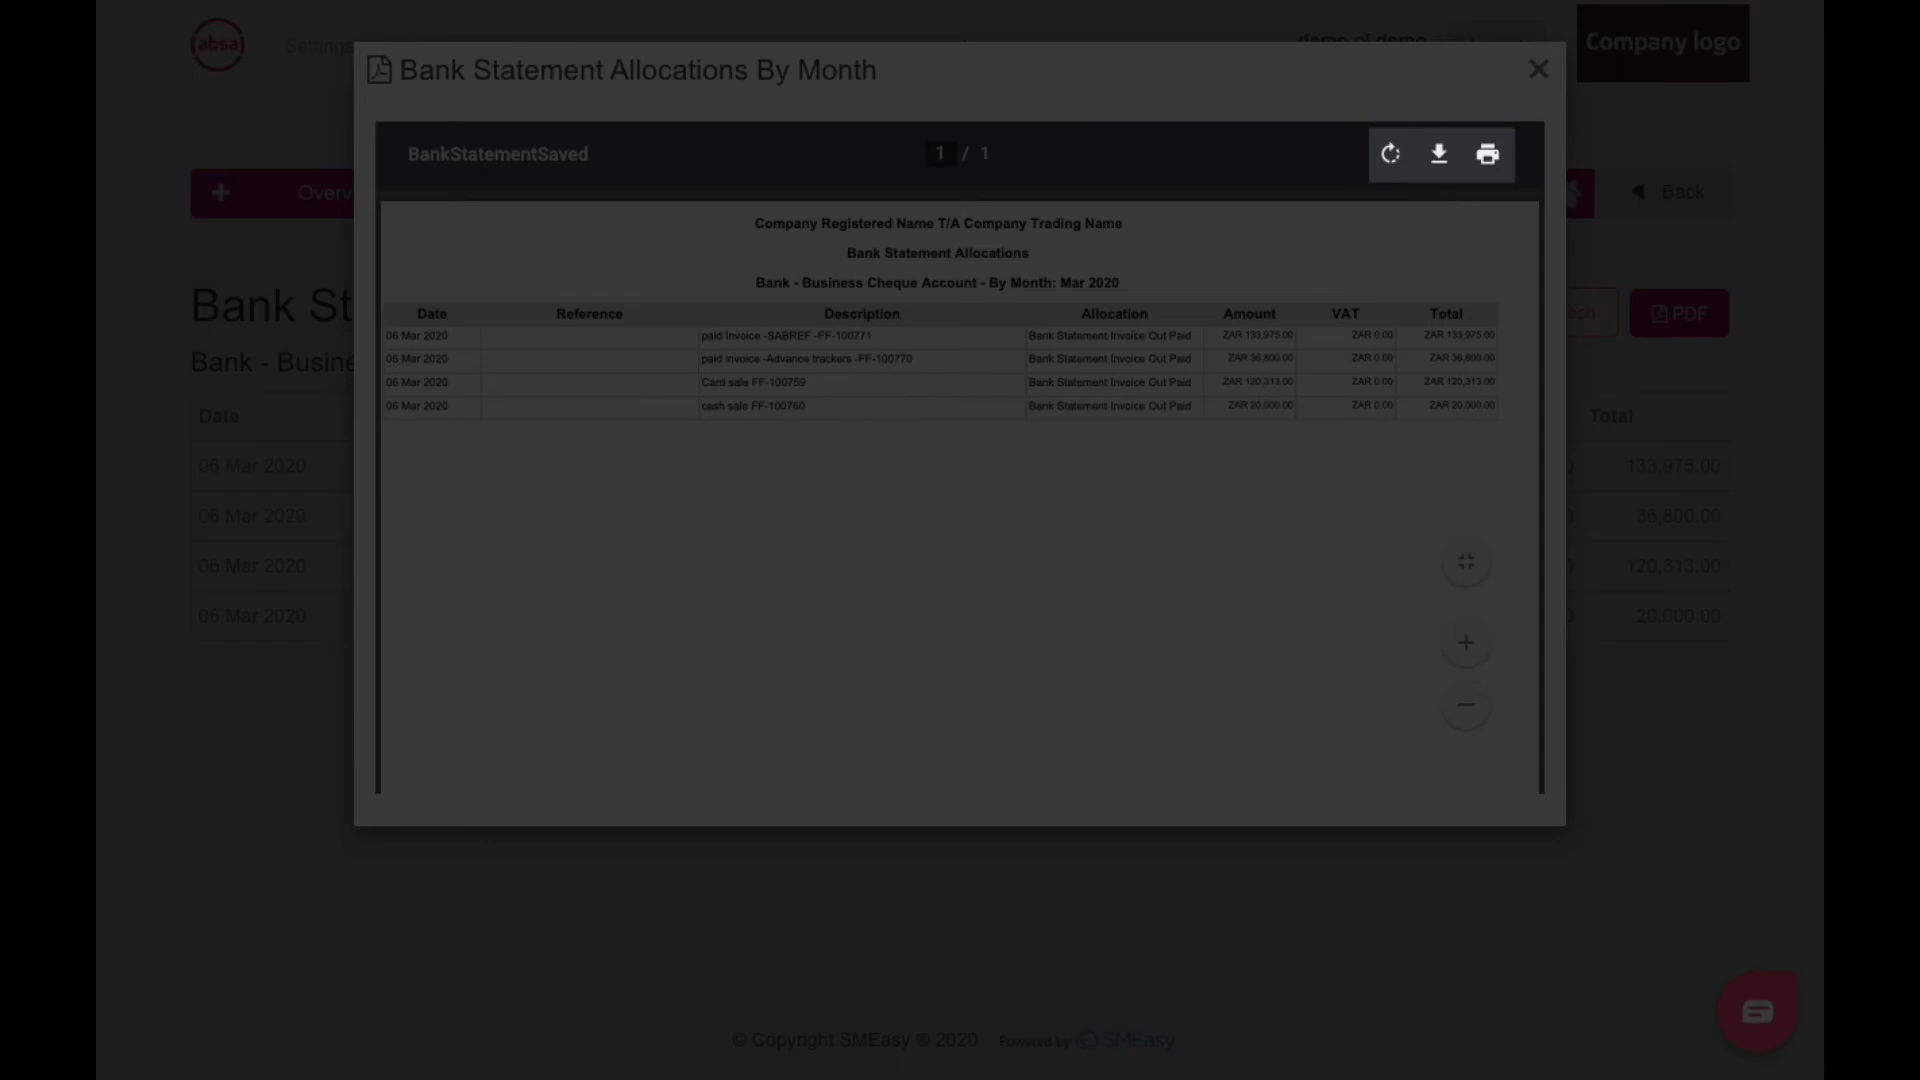 absa
Settings
demo of demo
Company logo
Bank Statement Allocations By Month
BankStatementSaved
1 / 1
Overv
Back
Company Registered Name T/A Company Trading Name
Bank Statement Allocations
Bank - Business Cheque Account - By Month: Mar 2020
Date Reference Description Allocation Amount VAT Total
06 Mar 2020 paid Invoice -SABREF -FF-100771 Bank Statement Invoice Out Paid ZAR 133,975.00 ZAR 0.00 ZAR 133,975.00
06 Mar 2020 paid invoice -Advance trackers -FF-100770 Bank Statement Invoice Out Paid ZAR 36,800.00 ZAR 0.00 ZAR 36,800.00
06 Mar 2020 Card sale FF-100759 Bank Statement Invoice Out Paid ZAR 120,313.00 ZAR 0.00 ZAR 120,313.00
06 Mar 2020 cash sale FF-100760 Bank Statement Invoice Out Paid ZAR 20,000.00 ZAR 0.00 ZAR 20,000.00
Bank St
PDF
Bank - Busine
Date Total
06 Mar 2020 133,975.00
06 Mar 2020 36,800.00
06 Mar 2020 120,313.00
06 Mar 2020 20,000.00
© Copyright SMEasy ® 2020 Powered by SMEasy